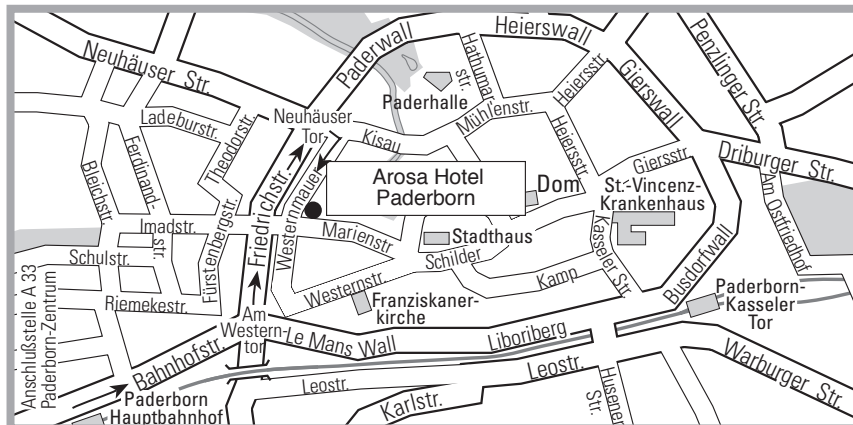 Neuhäuser Str.
Paderwall
Heierswall
Penzlinger Str.
Hathumar
str.
Heiersstr.
Gierswall
Paderhalle
Mühlenstr.
Ladeburstr.
Theodorstr.
Neuhäuser
Tor
Kisau
Heiersstr.
Giersstr.
Driburger Str.
Bleichstr.
Ferdinand-
str.
Arosa Hotel
Paderborn
Dom
St.-Vincenz-
Krankenhaus
Am Ostfriedhof
Friedrichstr.
Westernmauer
Imadstr.
Fürstenbergstr.
Marienstr.
Stadthaus
Kasseler Str.
Schulstr.
Schilder
Kamp
Busdorfwall
Westernstr.
Riemekestr.
Franziskaner-
kirche
Paderborn-
Kasseler
Tor
Anschlußstelle A 33
Paderborn-Zentrum
Am
Western-
tor
Le Mans Wall
Liboriberg
Bahnhofstr.
Leostr.
Leostr.
Warburger Str.
Paderborn
Hauptbahnhof
Karlstr.
Husener
Str.